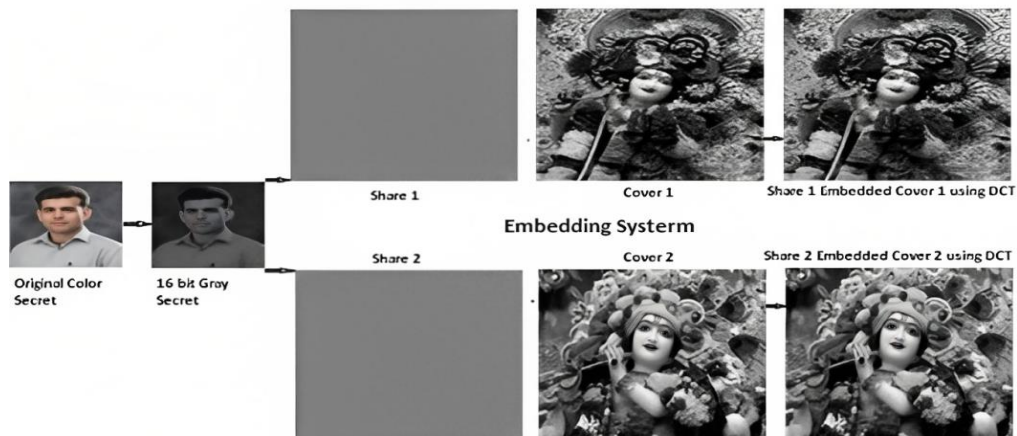 Share 1
Cover 1
Share 1 Embedded Cover 1 using DCT
Embedding Systerm
Share 2
Cover 2
Share 2 Embedded Cover 2 using DCT
Original Color
Secret
16 bit Gray
Secret